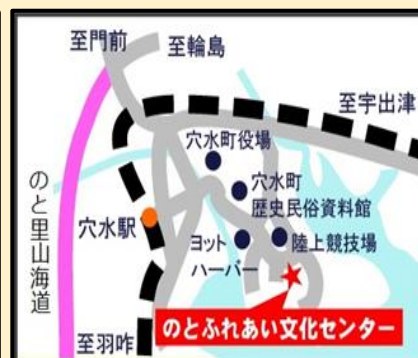 至門前
至輪島
至宇出津
穴水町役場
穴水町
歴史民俗資料館
穴水駅
ヨット
ハーバー
陸上競技場
のと里山海道
のとふれあい文化センター
至羽咋